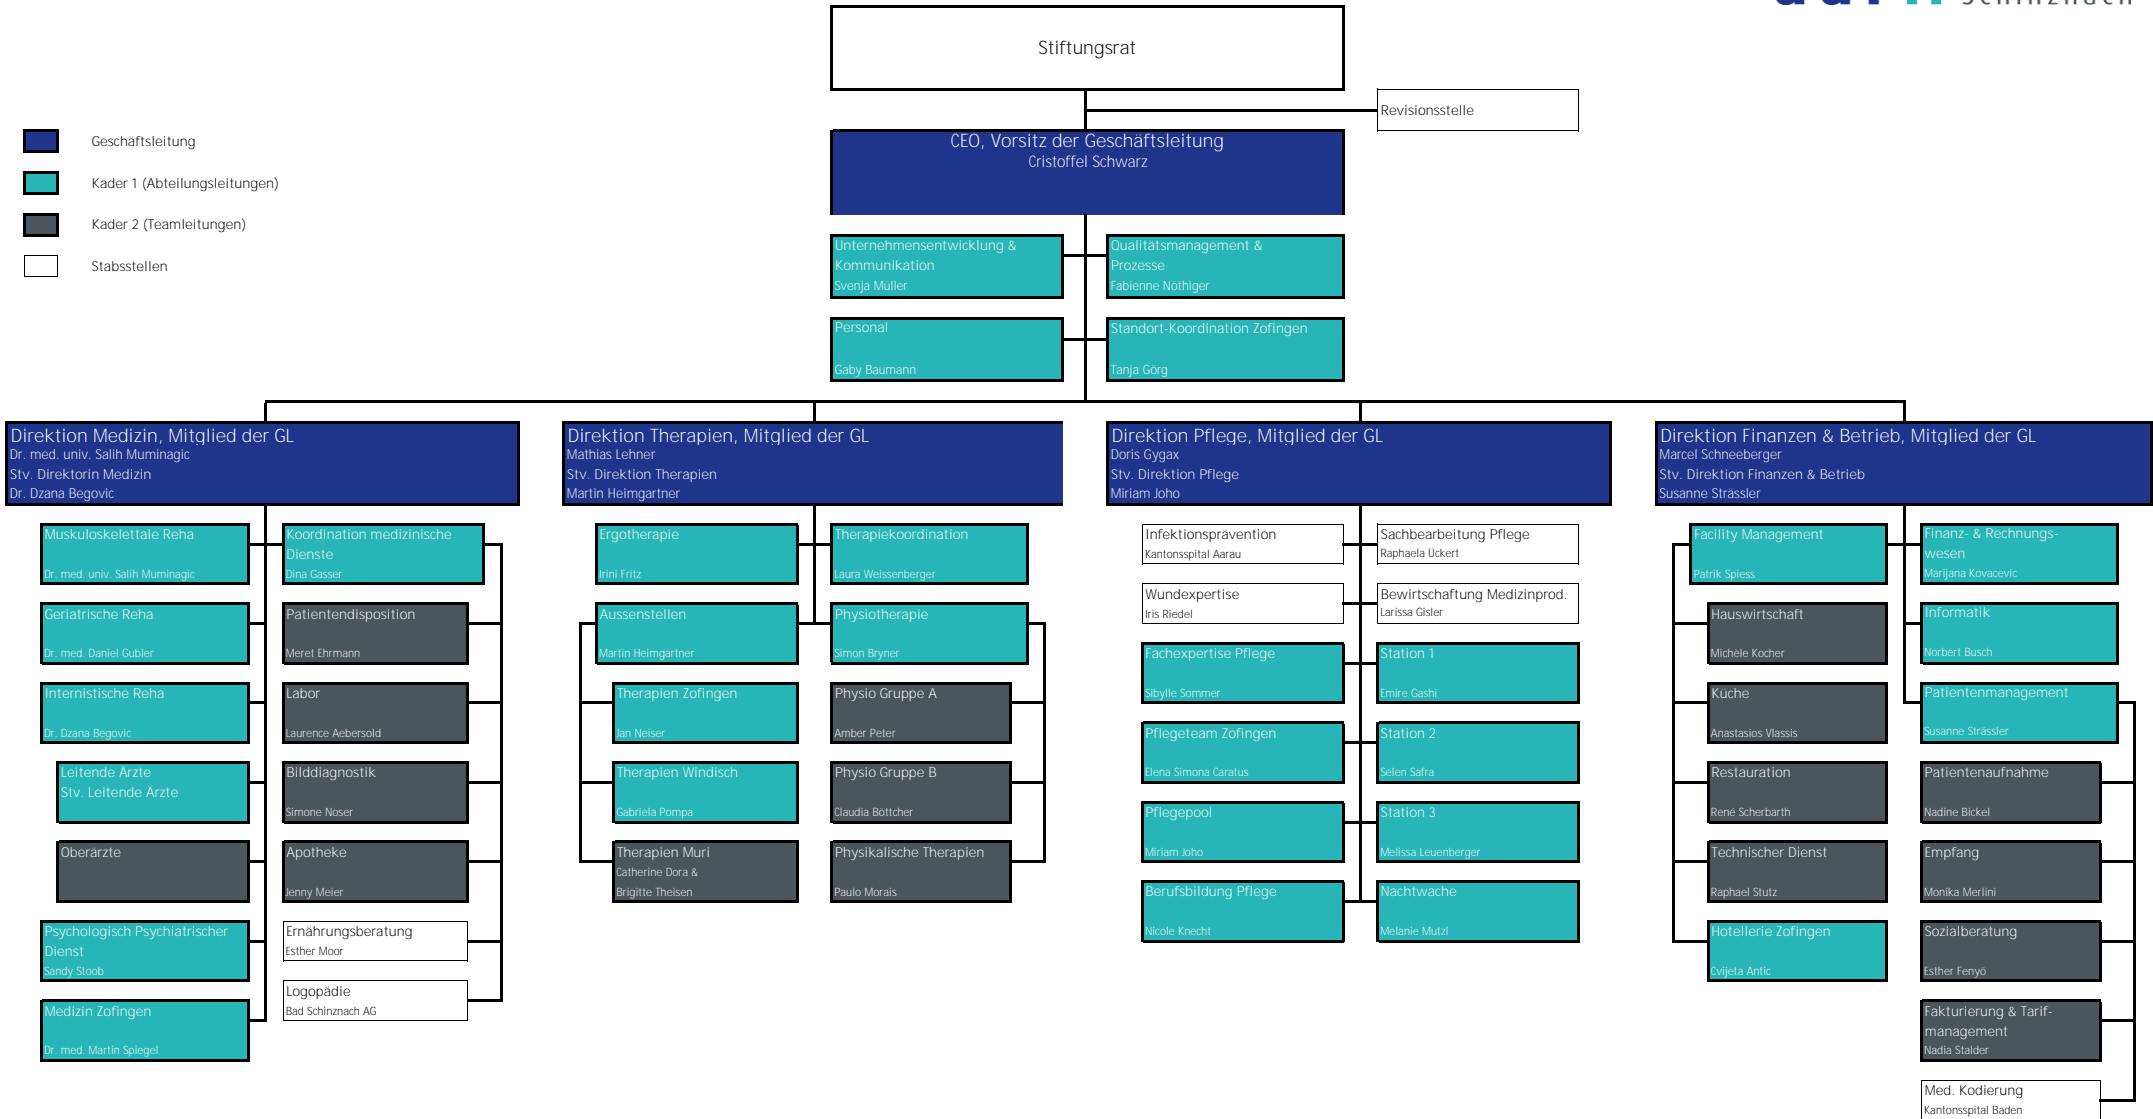 Schinznach
Stiftungsrat
Revisionsstelle
CEO, Vorsitz der Geschäftsleitung
Cristoffel Schwarz
Geschäftsleitung
Kader 1 (Abteilungsleitungen)
Kader 2 (Teamleitungen)
Stabsstellen
Unternehmensentwicklung &
Kommunikation
Svenja Müller
Qualitätsmanagement &
Prozesse
Fabienne Nöthiger
Personal
Gaby Baumann
Standort-Koordination Zofingen
Tanja Görg
Direktion Medizin, Mitglied der GL
Dr. med. univ. Salih Muminagic
Stv. Direktorin Medizin
Dr. Dzana Begovic
Muskuloskelettale Reha
Dr. med. univ. Salih Muminagic
Geriatrische Reha
Dr. med. Daniel Gubler
Internistische Reha
Dr. Dzana Begovic
Leitende Ärzte
Stv. Leitende Ärzte
Oberärzte
Psychologisch Psychiatrischer
Dienst
Sandy Stoob
Medizin Zofingen
Dr. med. Martin Spiegel
Koordination medizinische
Dienste
Dina Gasser
Patientendisposition
Meret Ehrmann
Labor
Laurence Aebersold
Bilddiagnostik
Simone Noser
Apotheke
Jenny Meier
Ernährungsberatung
Esther Moor
Logopädie
Bad Schinznach AG
Direktion Therapien, Mitglied der GL
Mathias Lehner
Stv. Direktion Therapien
Martin Heimgartner
Ergotherapie
Irini Fritz
Aussenstellen
Martin Heimgartner
Therapien Zofingen
Jan Neiser
Therapien Windisch
Gabriela Pompa
Therapien Muri
Catherine Dora &
Brigitte Theisen
Therapiekoordination
Laura Weissenberger
Physiotherapie
Simon Bryner
Physio Gruppe A
Amber Peter
Physio Gruppe B
Claudia Böttcher
Physikalische Therapien
Paulo Morais
Direktion Pflege, Mitglied der GL
Doris Gygax
Stv. Direktion Pflege
Miriam Joho
Infektionsprävention
Kantonsspital Aarau
Wundexpertise
Iris Riedel
Fachexpertise Pflege
Sibylle Sommer
Pflegeteam Zofingen
Elena Simona Caratus
Pflegepool
Miriam Joho
Berufsbildung Pflege
Nicole Knecht
Sachbearbeitung Pflege
Raphaela Ückert
Bewirtschaftung Medizinprod.
Larissa Gisler
Station 1
Emire Gashi
Station 2
Selen Safra
Station 3
Melissa Leuenberger
Nachtwache
Melanie Mutzl
Direktion Finanzen & Betrieb, Mitglied der GL
Marcel Schneeberger
Stv. Direktion Finanzen & Betrieb
Susanne Strässler
Facility Management
Patrik Spiess
Hauswirtschaft
Michèle Kocher
Küche
Anastasios Vlassis
Restauration
René Scherbarth
Technischer Dienst
Raphael Stutz
Hotellerie Zofingen
Cvijeta Antic
Finanz- & Rechnungs-
wesen
Marijana Kovacevic
Informatik
Norbert Busch
Patientenmanagement
Susanne Strässler
Patientenaufnahme
Nadine Bickel
Empfang
Monika Merlini
Sozialberatung
Esther Fenyö
Fakturierung & Tarif-
management
Nadia Stalder
Med. Kodierung
Kantonsspital Baden